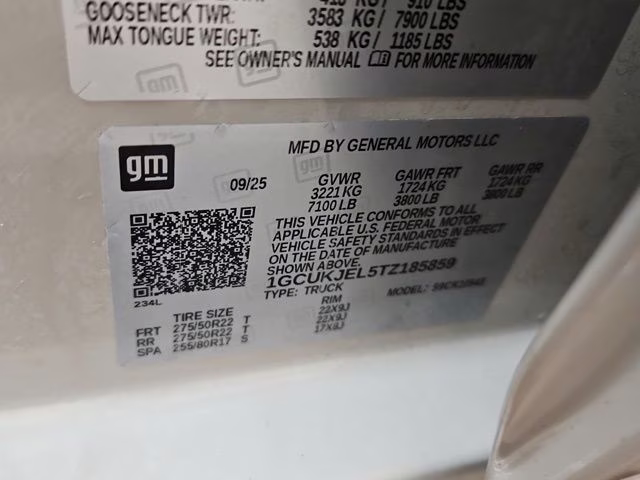 GOOSENECK TWR: 3583 KG / 7900 LBS
MAX TONGUE WEIGHT: 538 KG / 1185 LBS
SEE OWNER'S MANUAL FOR MORE INFORMATION
gm
MFD BY GENERAL MOTORS LLC
09/25 GVWR GAWR FRT GAWR RR
3221 KG 1724 KG 1724 KG
7100 LB 3800 LB 3800 LB
THIS VEHICLE CONFORMS TO ALL
APPLICABLE U.S. FEDERAL MOTOR
VEHICLE SAFETY STANDARDS IN EFFECT
ON THE DATE OF MANUFACTURE
1GCUKJEL5TZ185859
TYPE: TRUCK MODEL:
234L
TIRE SIZE RIM
FRT 275/50R22 T 22X9J
RR 275/50R22 T 22X9J
SPA 255/80R17 S 17X8J